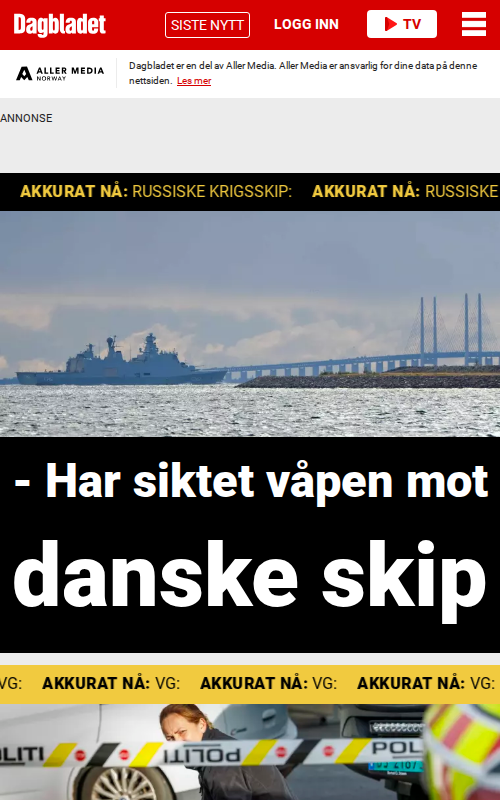 Dagbladet
SISTE NYTT
LOGG INN
TV
ALLER MEDIA
NORWAY
Dagbladet er en del av Aller Media. Aller Media er ansvarlig for dine data på denne
nettsiden. Les mer
ANNONSE
AKKURAT NÅ: RUSSISKE KRIGSSKIP: AKKURAT NÅ: RUSSISKE
- Har siktet våpen mot
danske skip
VG: AKKURAT NÅ: VG: AKKURAT NÅ: VG: AKKURAT NÅ: VG:
LITI POLITI POL